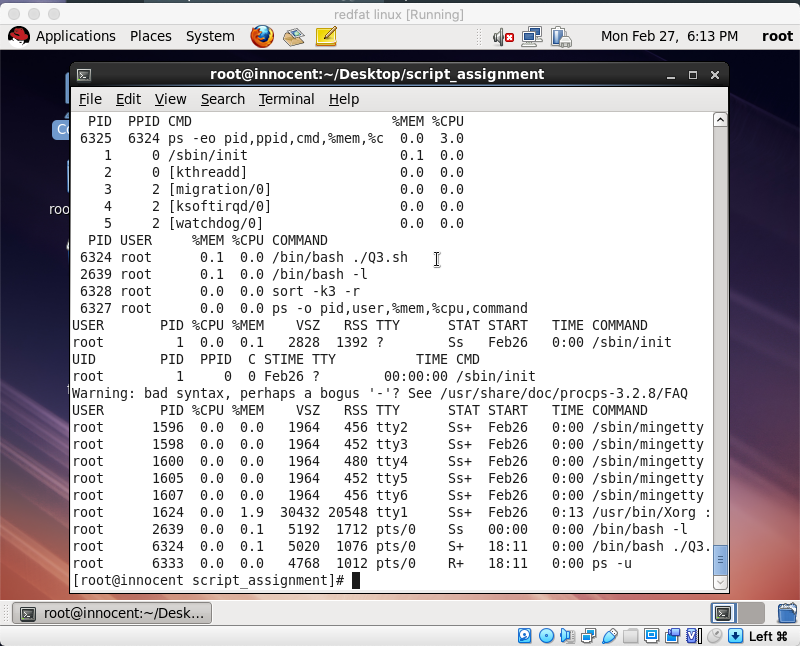 redfat linux [Running]
Applications Places System Mon Feb 27, 6:13 PM root
root@innocent:~/Desktop/script_assignment
File Edit View Search Terminal Help
  PID  PPID CMD                         %MEM %CPU
 6325  6324 ps -eo pid,ppid,cmd,%mem,%c  0.0  3.0
    1     0 /sbin/init                   0.1  0.0
    2     0 [kthreadd]                   0.0  0.0
    3     2 [migration/0]                0.0  0.0
    4     2 [ksoftirqd/0]                0.0  0.0
    5     2 [watchdog/0]                 0.0  0.0
  PID USER     %MEM %CPU COMMAND
 6324 root      0.1  0.0 /bin/bash ./Q3.sh
 2639 root      0.1  0.0 /bin/bash -l
 6328 root      0.0  0.0 sort -k3 -r
 6327 root      0.0  0.0 ps -o pid,user,%mem,%cpu,command
USER       PID %CPU %MEM    VSZ   RSS TTY      STAT START   TIME COMMAND
root         1  0.0  0.1   2828  1392 ?        Ss   Feb26   0:00 /sbin/init
UID        PID  PPID  C STIME TTY          TIME CMD
root         1     0  0 Feb26 ?        00:00:00 /sbin/init
Warning: bad syntax, perhaps a bogus '-'? See /usr/share/doc/procps-3.2.8/FAQ
USER       PID %CPU %MEM    VSZ   RSS TTY      STAT START   TIME COMMAND
root      1596  0.0  0.0   1964   456 tty2     Ss+  Feb26   0:00 /sbin/mingetty
root      1598  0.0  0.0   1964   452 tty3     Ss+  Feb26   0:00 /sbin/mingetty
root      1600  0.0  0.0   1964   480 tty4     Ss+  Feb26   0:00 /sbin/mingetty
root      1605  0.0  0.0   1964   452 tty5     Ss+  Feb26   0:00 /sbin/mingetty
root      1607  0.0  0.0   1964   456 tty6     Ss+  Feb26   0:00 /sbin/mingetty
root      1624  0.0  1.9  30432 20548 tty1     Ss+  Feb26   0:13 /usr/bin/Xorg :
root      2639  0.0  0.1   5192  1712 pts/0    Ss   00:00   0:00 /bin/bash -l
root      6324  0.0  0.1   5020  1076 pts/0    S+   18:11   0:00 /bin/bash ./Q3.
root      6333  0.0  0.0   4768  1012 pts/0    R+   18:11   0:00 ps -u
[root@innocent script_assignment]#
root@innocent:~/Desk...
Left ⌘